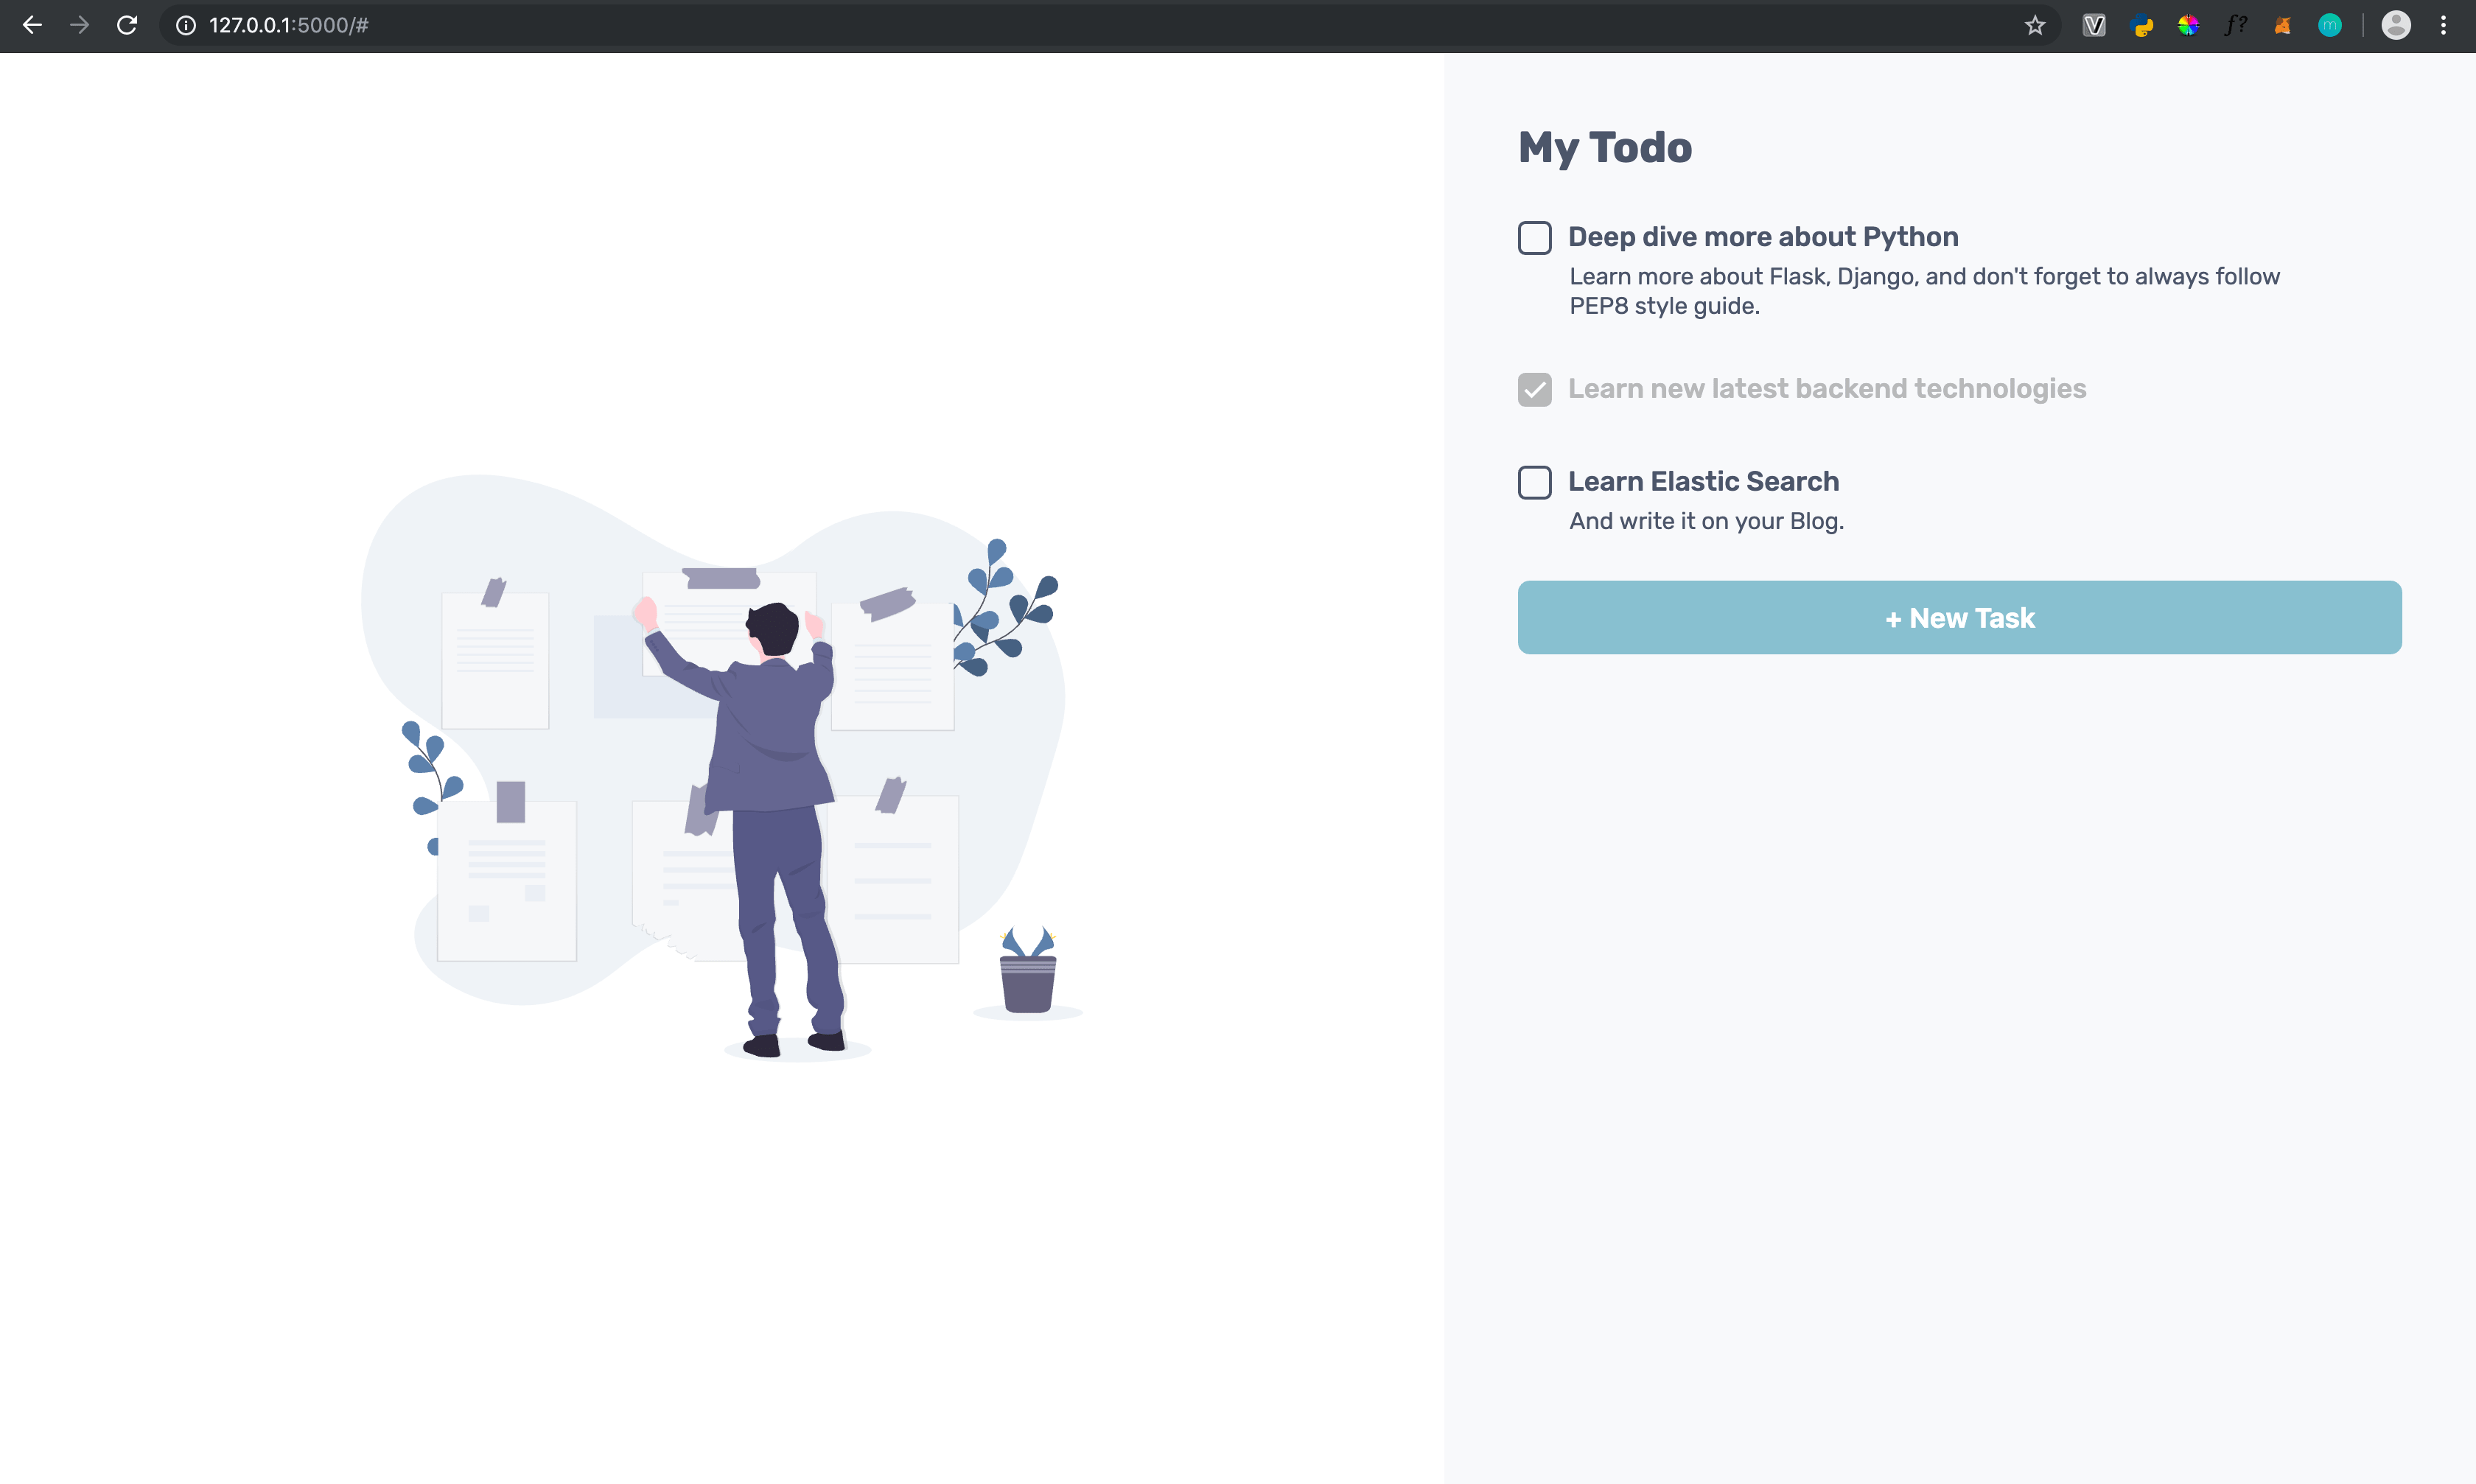 127.0.0.1:5000/#
My Todo
Deep dive more about Python
Learn more about Flask, Django, and don't forget to always follow
PEP8 style guide.
Learn new latest backend technologies
Learn Elastic Search
And write it on your Blog.
+ New Task